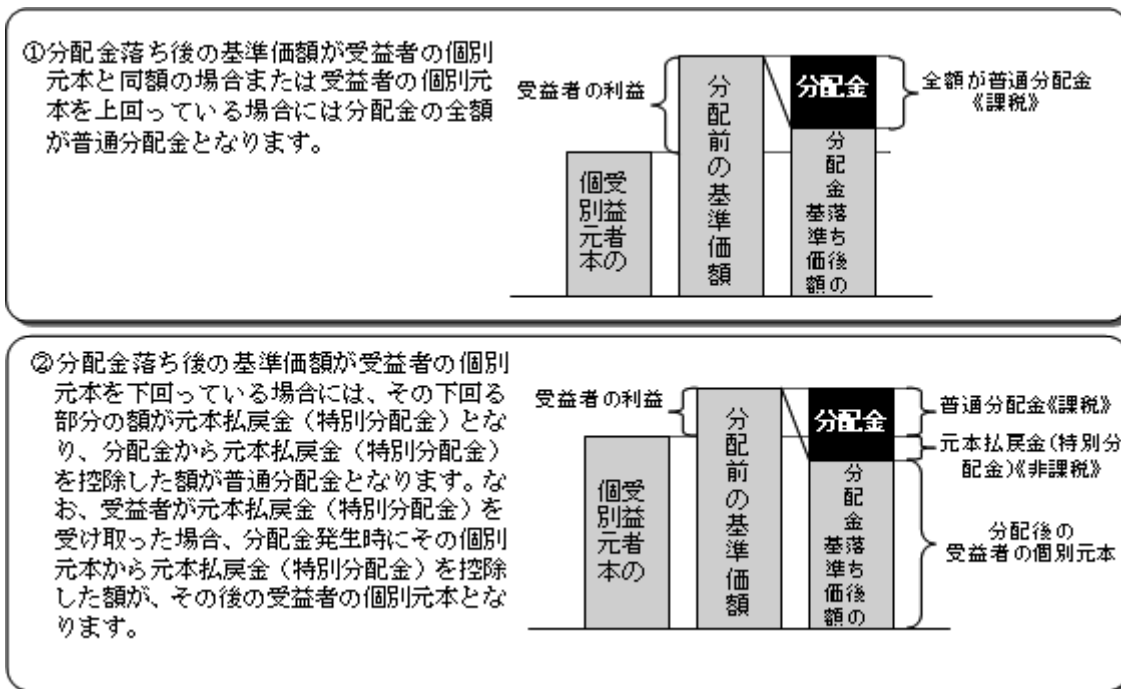 ①分配金落ち後の基準価額が受益者の個別
元本と同額の場合または受益者の個別元
本を上回っている場合には分配金の全額
が普通分配金となります。
受益者の利益
受益者の
個別元本
分配前の基準価額
分配金
分配金落ち後の
基準価額
全額が普通分配金
《課税》
②分配金落ち後の基準価額が受益者の個別
元本を下回っている場合には、その下回る
部分の額が元本払戻金（特別分配金）とな
り、分配金から元本払戻金（特別分配金）
を控除した額が普通分配金となります。な
お、受益者が元本払戻金（特別分配金）を
受け取った場合、分配金発生時にその個別
元本から元本払戻金（特別分配金）を控除
した額が、その後の受益者の個別元本とな
ります。
受益者の利益
受益者の
個別元本
分配前の基準価額
分配金
分配金落ち後の
基準価額
普通分配金《課税》
元本払戻金(特別分
配金)《非課税》
分配後の
受益者の個別元本